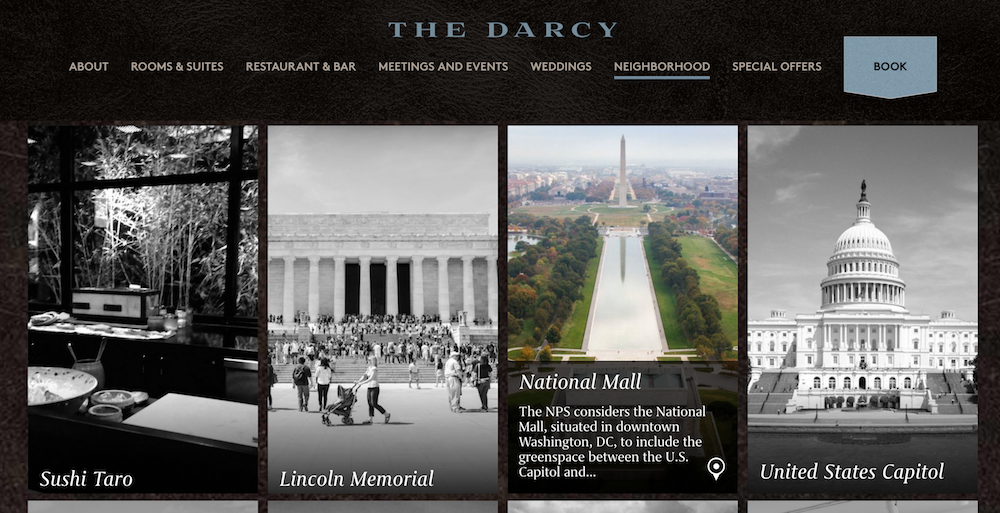 THE DARCY
ABOUT
ROOMS & SUITES
RESTAURANT & BAR
MEETINGS AND EVENTS
WEDDINGS
NEIGHBORHOOD
SPECIAL OFFERS
BOOK
Sushi Taro
Lincoln Memorial
National Mall
The NPS considers the National
Mall, situated in downtown
Washington, DC, to include the
greenspace between the U.S.
Capitol and...
United States Capitol